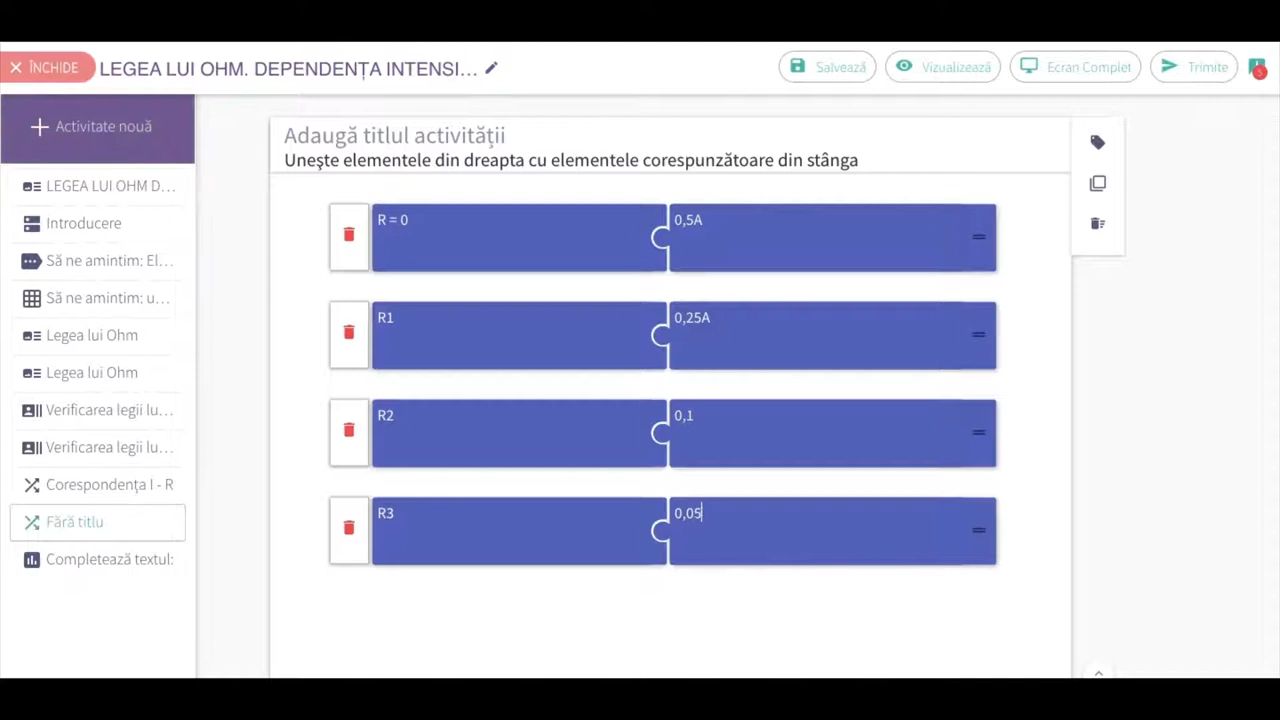 ÎNCHIDE
LEGEA LUI OHM. DEPENDENȚA INTENSI...
Salvează
Vizualizează
Ecran Complet
Trimite
5
Activitate nouă
LEGEA LUI OHM D...
Introducere
Să ne amintim: El...
Să ne amintim: u...
Legea lui Ohm
Legea lui Ohm
Verificarea legii lu...
Verificarea legii lu...
Corespondența I - R
Fără titlu
Completează textul:
Adaugă titlul activității
Unește elementele din dreapta cu elementele corespunzătoare din stânga
R = 0
0,5A
R1
0,25A
R2
0,1
R3
0,05